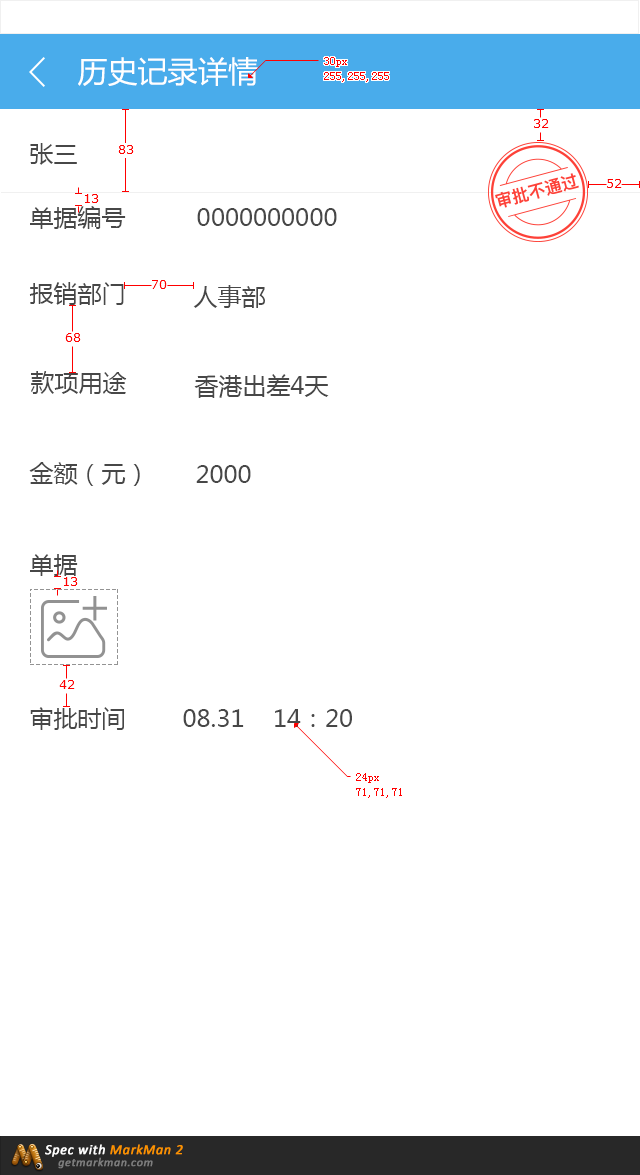 历史记录详情
30px
255, 255, 255
32
张三
83
审批不通过
52
13
单据编号 0000000000
报销部门 70 人事部
68
款项用途 香港出差4天
金额（元） 2000
单据
13
42
审批时间 08.31 14：20
24px
71, 71, 71
Spec with MarkMan 2
getmarkman.com